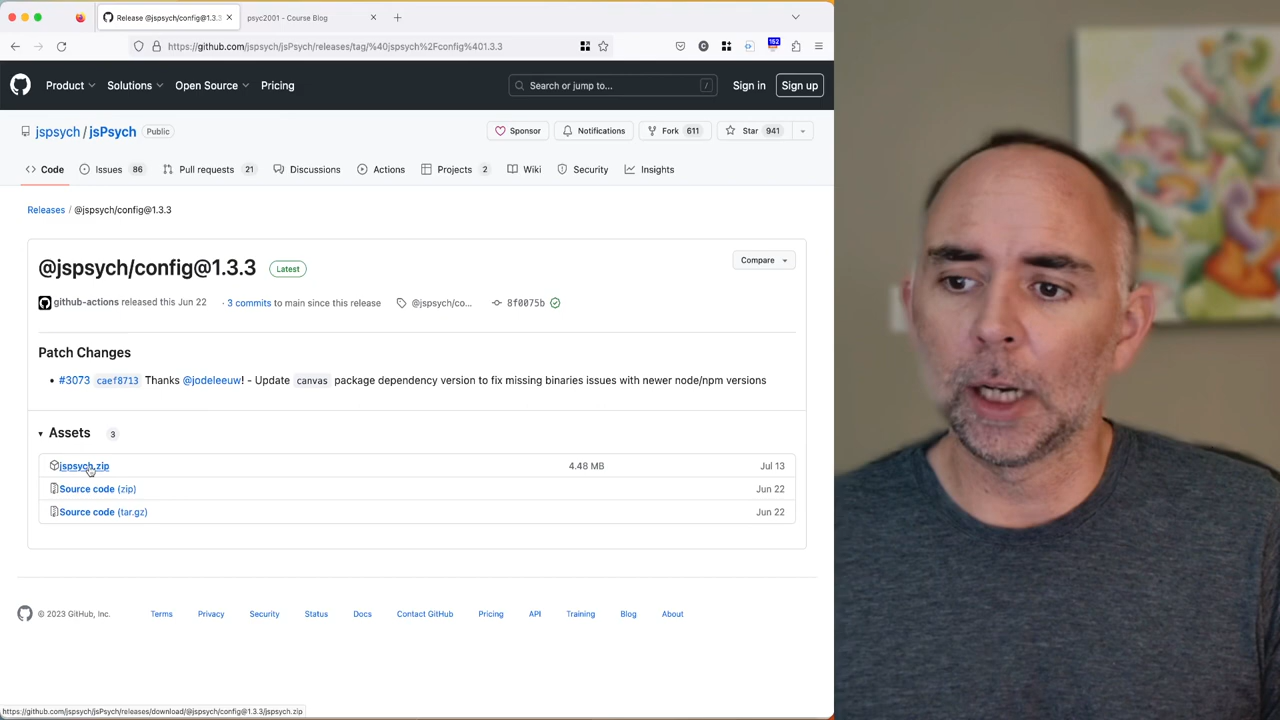 Release @jspsych/config@1.3.3
psyc2001 - Course Blog
https://github.com/jspsych/jsPsych/releases/tag/%40jspsych%2Fconfig%401.3.3
152
Product
Solutions
Open Source
Pricing
Search or jump to...
/
Sign in
Sign up
jspsych / jsPsych
Public
Sponsor
Notifications
Fork 611
Star 941
Code
Issues 86
Pull requests 21
Discussions
Actions
Projects 2
Wiki
Security
Insights
Releases / @jspsych/config@1.3.3
@jspsych/config@1.3.3
Latest
Compare
github-actions released this Jun 22
· 3 commits to main since this release
@jspsych/co...
8f0075b
Patch Changes
• #3073 caef8713 Thanks @jodeleeuw! - Update canvas package dependency version to fix missing binaries issues with newer node/npm versions
Assets 3
jspsych.zip 4.48 MB Jul 13
Source code (zip) Jun 22
Source code (tar.gz) Jun 22
© 2023 GitHub, Inc.
Terms
Privacy
Security
Status
Docs
Contact GitHub
Pricing
API
Training
Blog
About
https://github.com/jspsych/jsPsych/releases/download/@jspsych/config@1.3.3/jspsych.zip